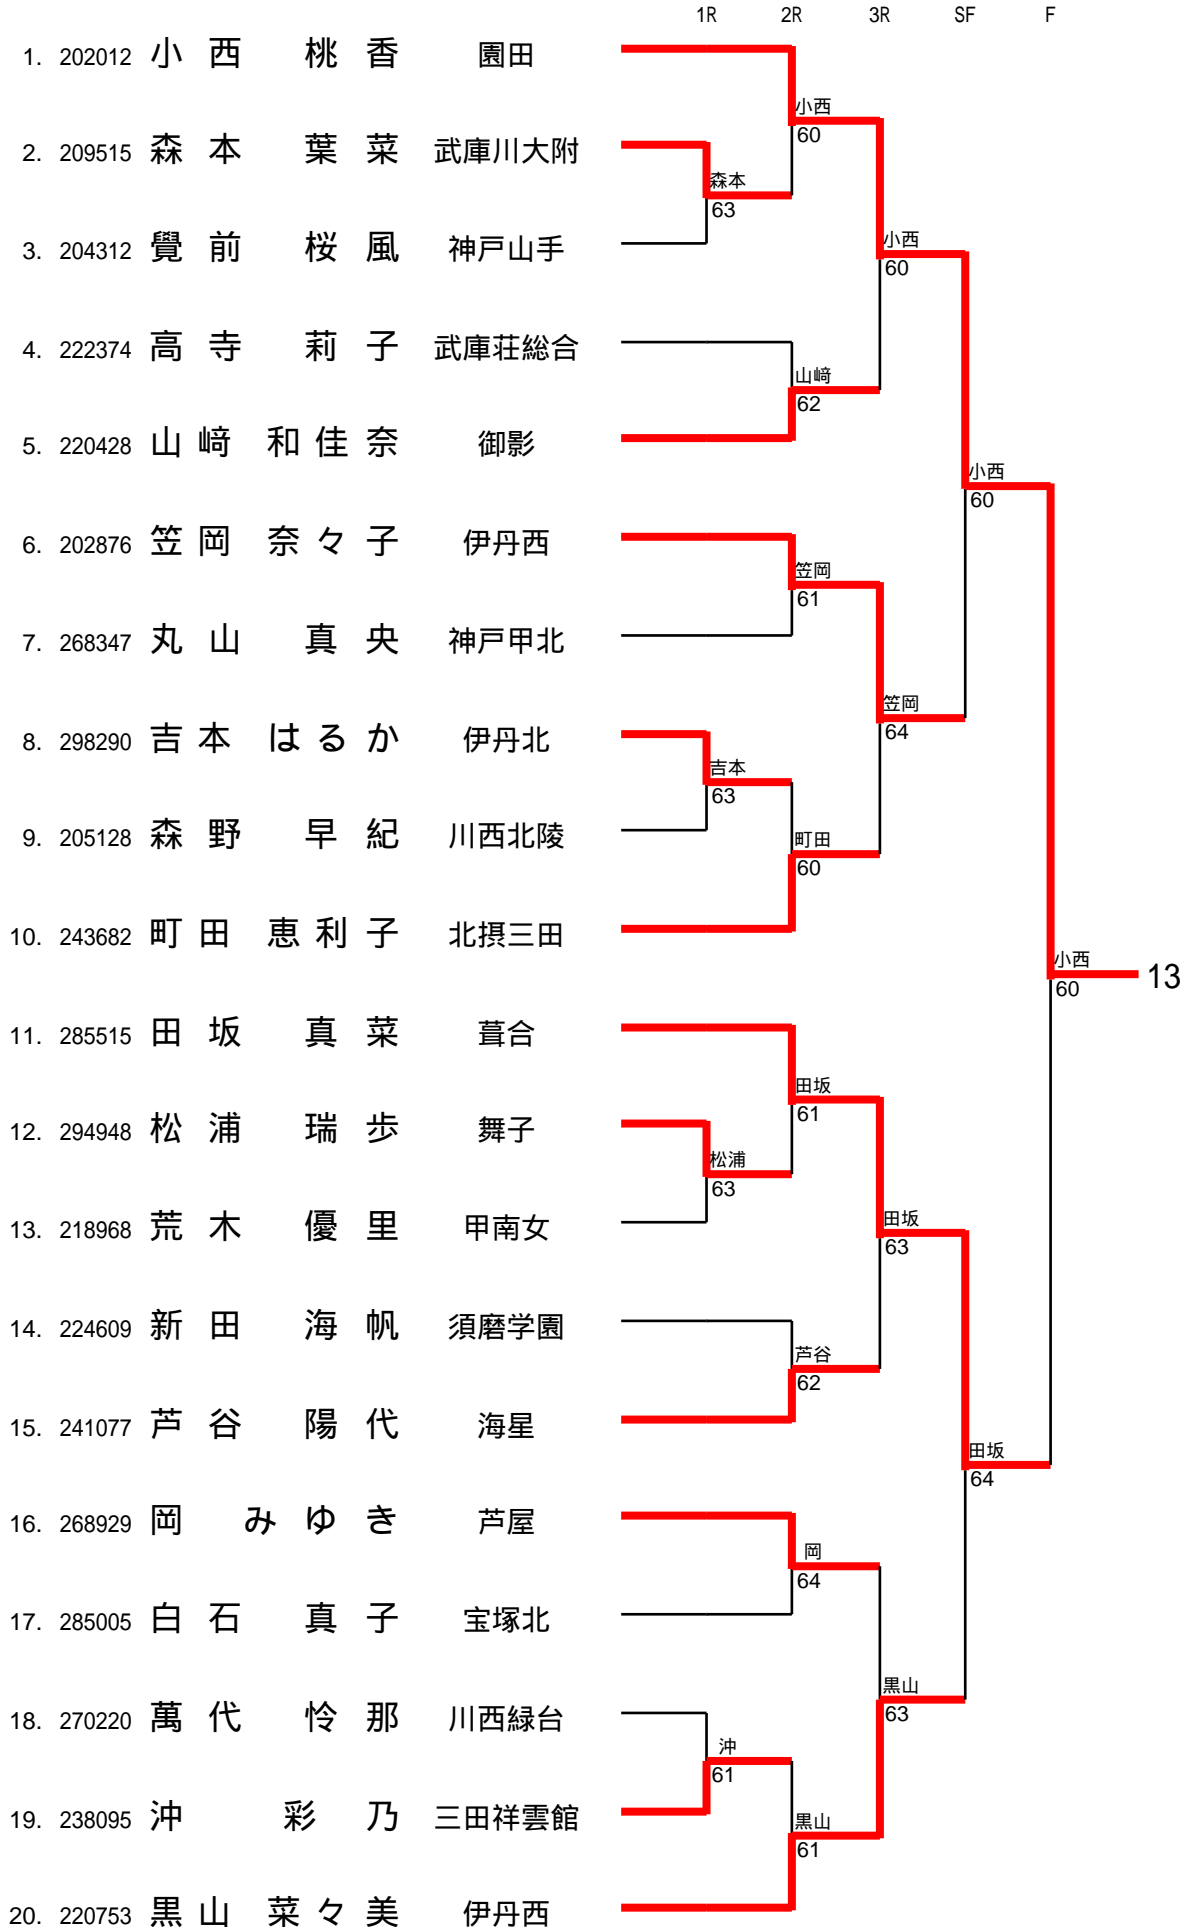 1R 2R 3R SF F
1. 202012 小西 桃香 園田
小西
60
2. 209515 森本 葉菜 武庫川大附
森本
63
3. 204312 覺前 桜風 神戸山手
小西
60
4. 222374 高寺 莉子 武庫荘総合
山﨑
62
5. 220428 山﨑 和佳奈 御影
小西
60
6. 202876 笠岡 奈々子 伊丹西
笠岡
61
7. 268347 丸山 真央 神戸甲北
笠岡
64
8. 298290 吉本 はるか 伊丹北
吉本
63
9. 205128 森野 早紀 川西北陵
町田
60
10. 243682 町田 恵利子 北摂三田
小西
60
13
11. 285515 田坂 真菜 葺合
田坂
61
12. 294948 松浦 瑞歩 舞子
松浦
63
13. 218968 荒木 優里 甲南女
田坂
63
14. 224609 新田 海帆 須磨学園
芦谷
62
15. 241077 芦谷 陽代 海星
田坂
64
16. 268929 岡 みゆき 芦屋
岡
64
17. 285005 白石 真子 宝塚北
黒山
63
18. 270220 萬代 怜那 川西緑台
沖
61
19. 238095 沖 彩乃 三田祥雲館
黒山
61
20. 220753 黒山 菜々美 伊丹西